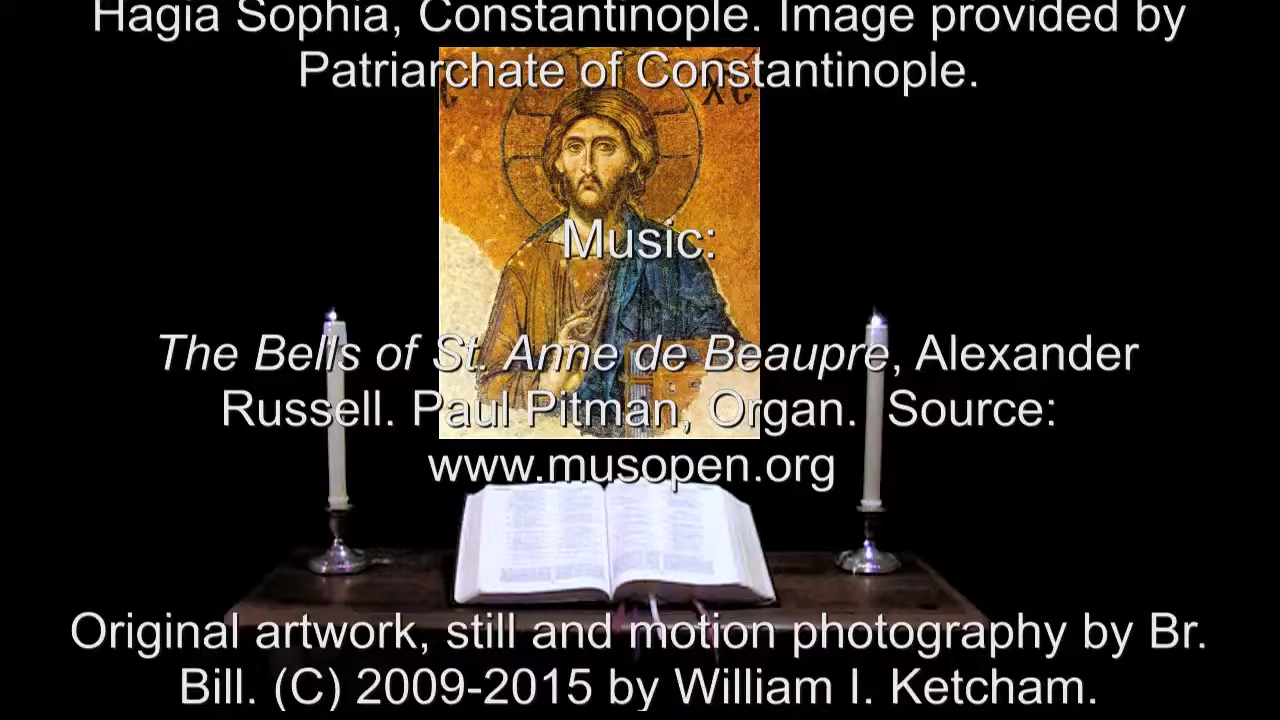 Hagia Sophia, Constantinople. Image provided by
Patriarchate of Constantinople.
C XC
Music:
The Bells of St. Anne de Beaupre, Alexander
Russell. Paul Pitman, Organ. Source:
www.musopen.org
Original artwork, still and motion photography by Br.
Bill. (C) 2009-2015 by William I. Ketcham.